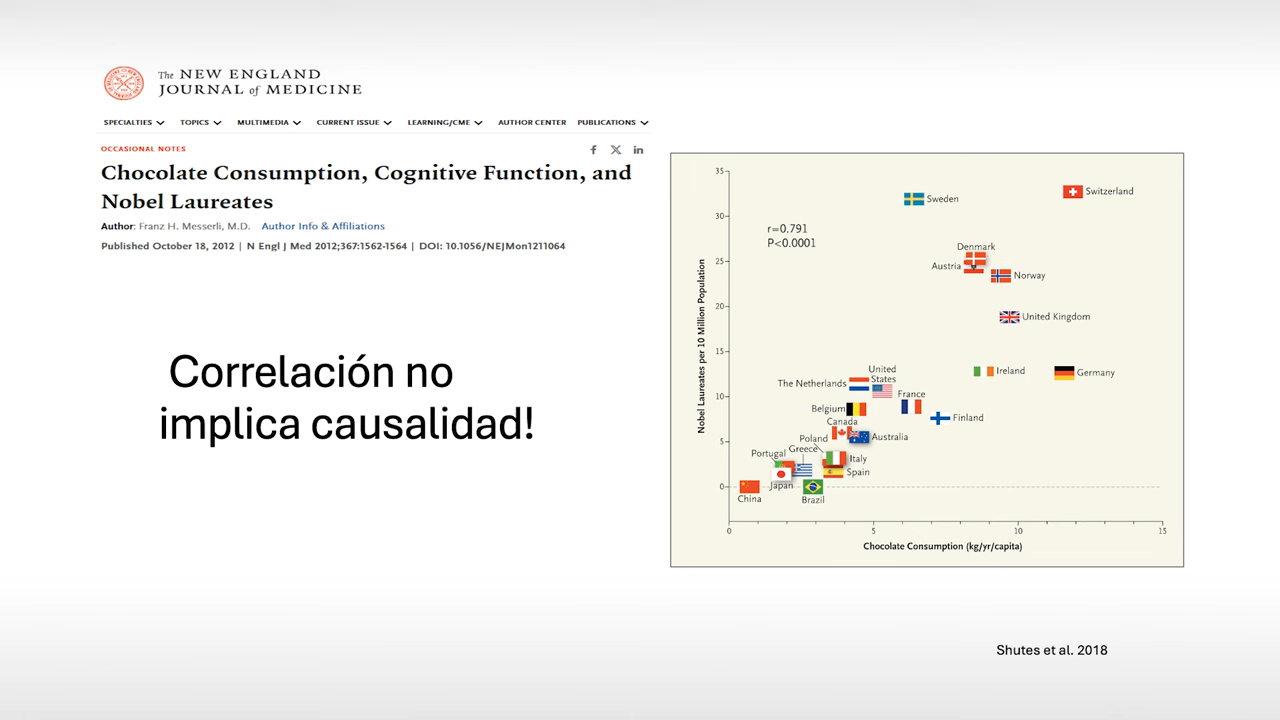 The NEW ENGLAND
JOURNAL of MEDICINE
SPECIALTIES TOPICS MULTIMEDIA CURRENT ISSUE LEARNING/CME AUTHOR CENTER PUBLICATIONS
OCCASIONAL NOTES
Chocolate Consumption, Cognitive Function, and
Nobel Laureates
Author: Franz H. Messerli, M.D. Author Info & Affiliations
Published October 18, 2012 | N Engl J Med 2012;367:1562-1564 | DOI: 10.1056/NEJMon1211064
Correlación no
implica causalidad!
Nobel Laureates per 10 Million Population
35
30
25
20
15
10
5
0
r=0.791
P<0.0001
Sweden
Switzerland
Denmark
Austria
Norway
United Kingdom
Ireland
Germany
United
States
The Netherlands
France
Belgium
Finland
Canada
Australia
Poland
Greece
Portugal
Italy
Spain
Japan
China
Brazil
0
5
10
15
Chocolate Consumption (kg/yr/capita)
Shutes et al. 2018